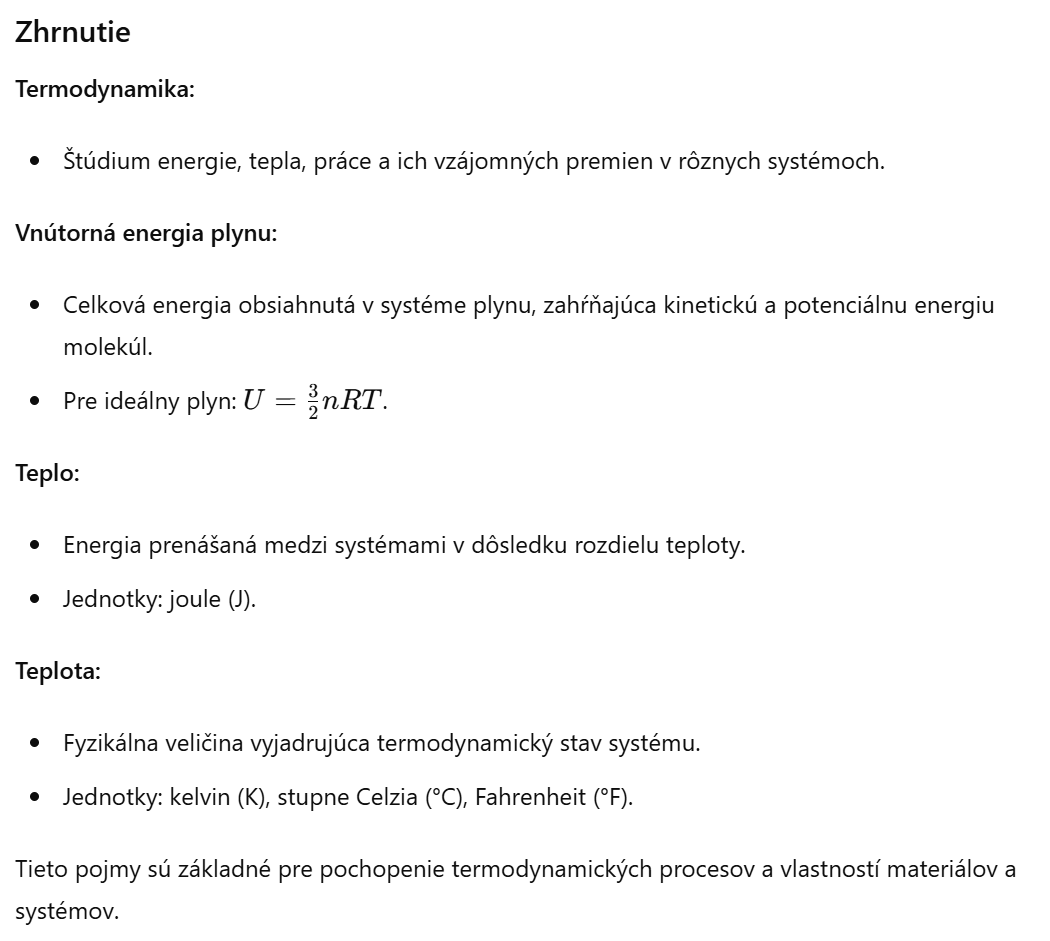 Zhrnutie
Termodynamika:
• Štúdium energie, tepla, práce a ich vzájomných premien v rôznych systémoch.
Vnútorná energia plynu:
• Celková energia obsiahnutá v systéme plynu, zahŕňajúca kinetickú a potenciálnu energiu
molekúl.
• Pre ideálny plyn: U = 3/2 nRT.
Teplo:
• Energia prenášaná medzi systémami v dôsledku rozdielu teploty.
• Jednotky: joule (J).
Teplota:
• Fyzikálna veličina vyjadrujúca termodynamický stav systému.
• Jednotky: kelvin (K), stupne Celzia (°C), Fahrenheit (°F).
Tieto pojmy sú základné pre pochopenie termodynamických procesov a vlastností materiálov a
systémov.